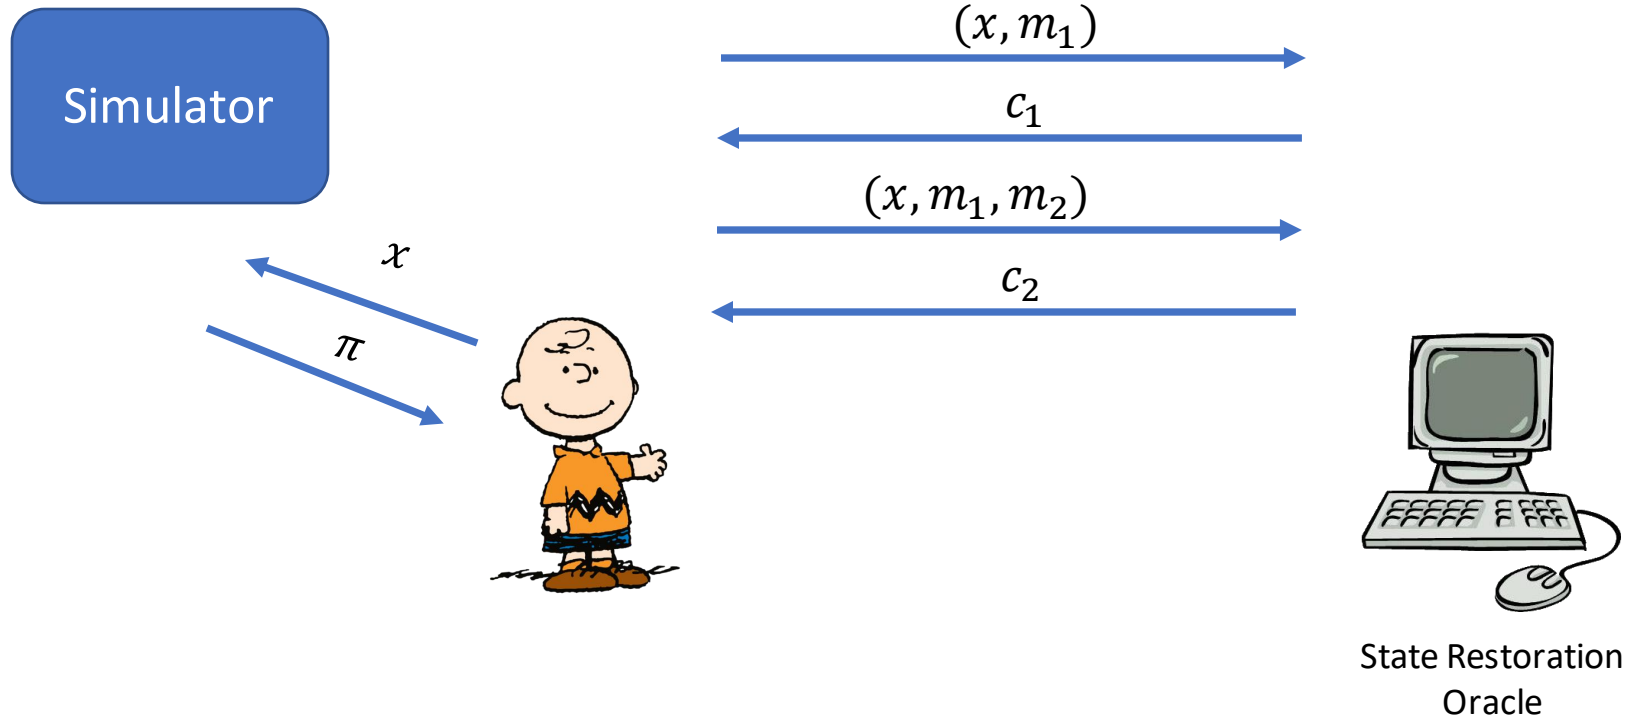 Simulator
(x, m₁)
c₁
(x, m₁, m₂)
c₂
x
π
State Restoration
Oracle